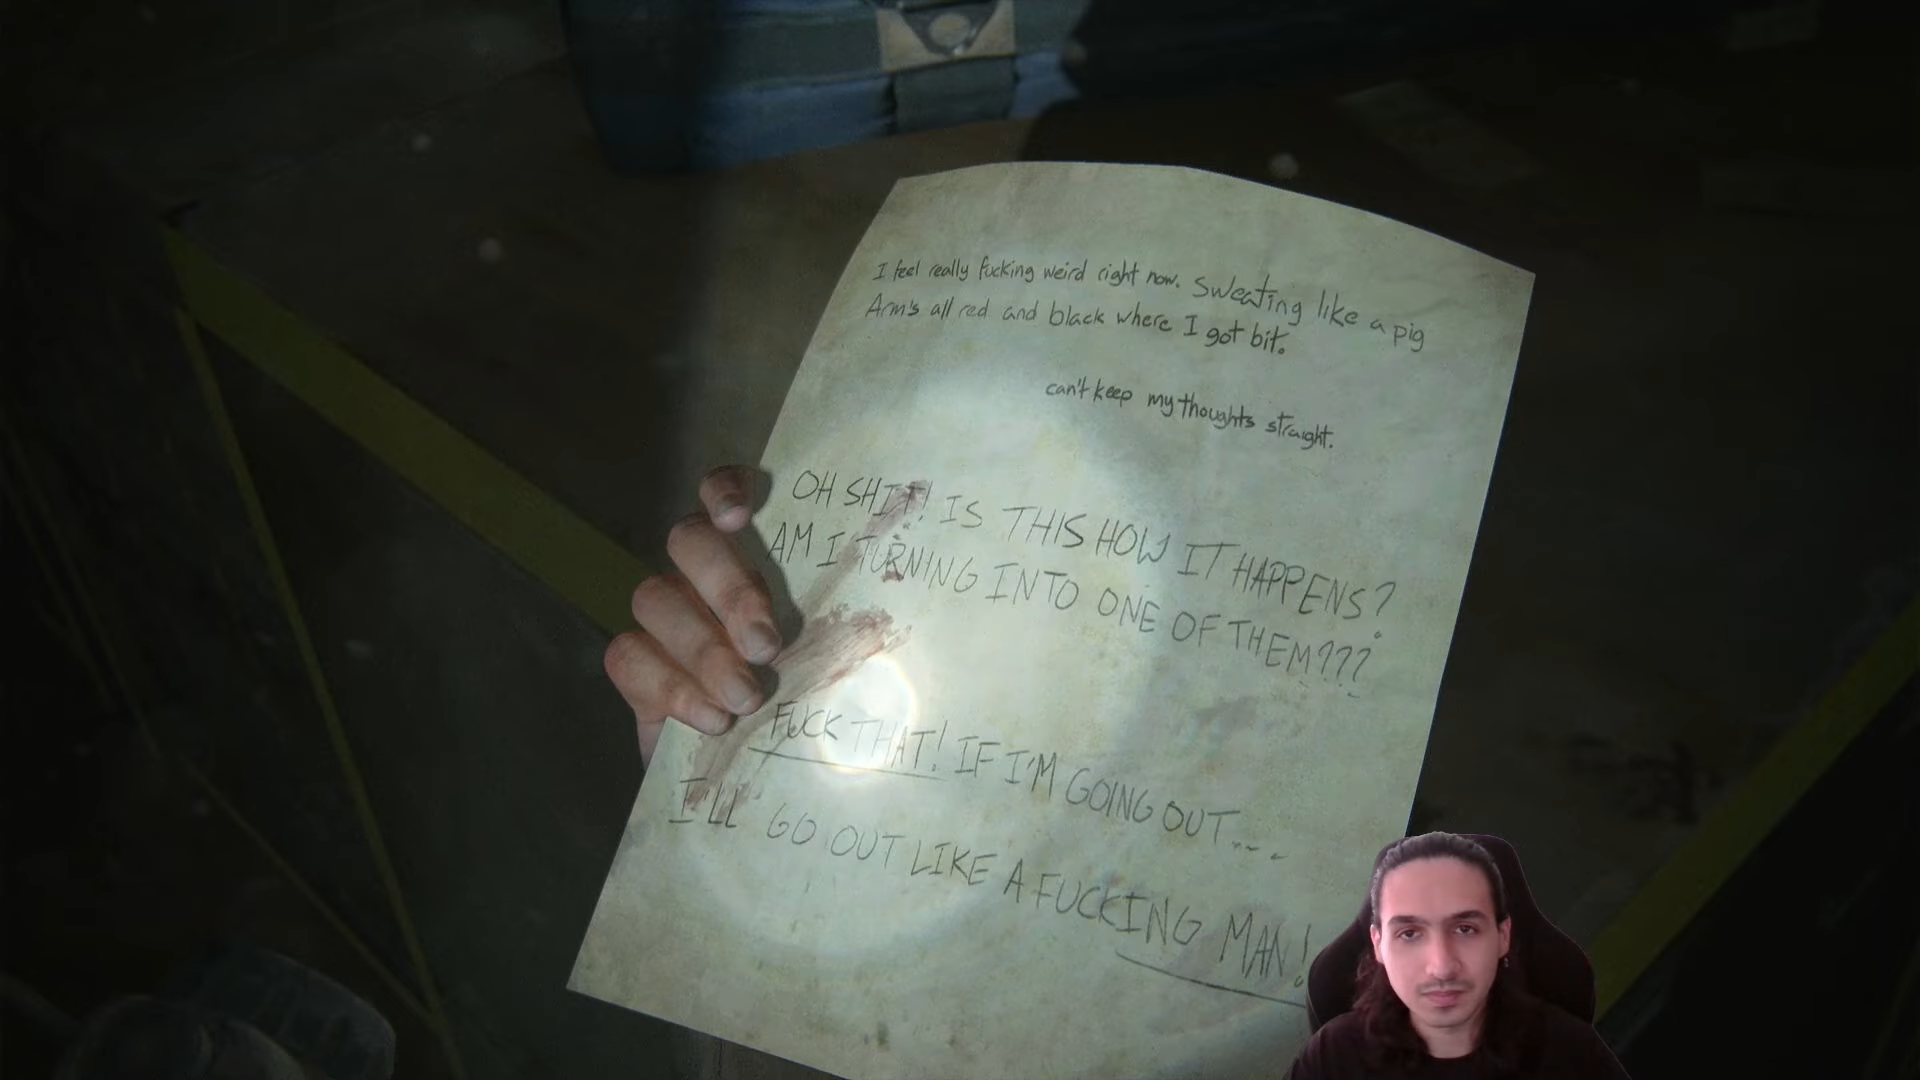 I feel really fucking weird right now. Sweating like a pig
Arm's all red and black where I got bit.
can't keep my thoughts straight.
OH SHIT! IS THIS HOW IT HAPPENS?
AM I TURNING INTO ONE OF THEM???
FUCK THAT! IF I'M GOING OUT...
I'LL GO OUT LIKE A FUCKING MAN!